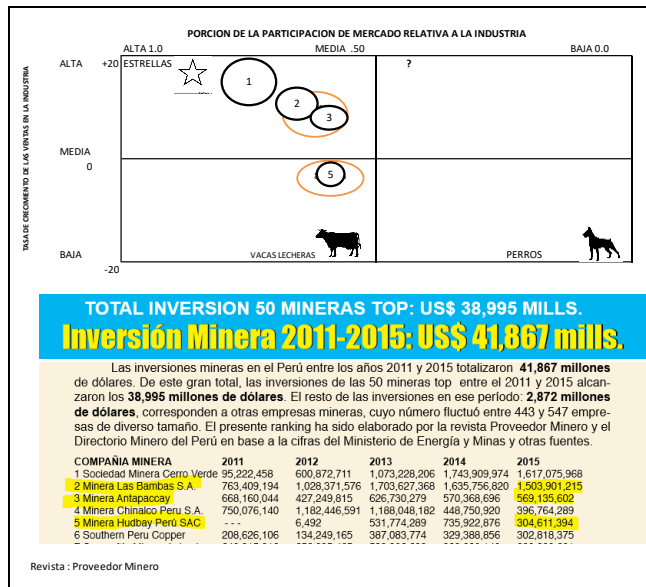 PORCION DE LA PARTICIPACION DE MERCADO RELATIVA A LA INDUSTRIA
ALTA 1.0 MEDIA .50 BAJA 0.0
ALTA +20 ESTRELLAS ?
1
2
3
TASA DE CRECIMIENTO DE LAS VENTAS EN LA INDUSTRIA
MEDIA
0
5
BAJA VACAS LECHERAS PERROS
-20
TOTAL INVERSION 50 MINERAS TOP: US$ 38,995 MILLS.
Inversión Minera 2011-2015: US$ 41,867 mills.
Las inversiones mineras en el Perú entre los años 2011 y 2015 totalizaron 41,867 millones
de dólares. De este gran total, las inversiones de las 50 mineras top entre el 2011 y 2015 alcan-
zaron los 38,995 millones de dólares. El resto de las inversiones en ese período: 2,872 millones
de dólares, corresponden a otras empresas mineras, cuyo número fluctuó entre 443 y 547 empre-
sas de diverso tamaño. El presente ranking ha sido elaborado por la revista Proveedor Minero y el
Directorio Minero del Perú en base a la cifras del Ministerio de Energía y Minas y otras fuentes.
COMPAÑIA MINERA 2011 2012 2013 2014 2015
1 Sociedad Minera Cerro Verde 95,222,458 600,872,711 1,073,228,206 1,743,909,974 1,617,075,968
2 Minera Las Bambas S.A. 763,409,194 1,028,371,576 1,703,627,368 1,635,756,820 1,503,901,215
3 Minera Antapaccay 668,160,044 427,249,815 626,730,279 570,368,696 569,135,602
4 Minera Chinalco Peru S.A. 750,076,140 1,182,446,591 1,188,048,182 448,750,920 396,764,289
5 Minera Hudbay Perú SAC - - - 6,492 531,774,289 735,922,876 304,611,394
6 Southern Peru Copper 208,626,106 134,249,165 387,083,774 329,388,856 302,818,375
Revista : Proveedor Minero